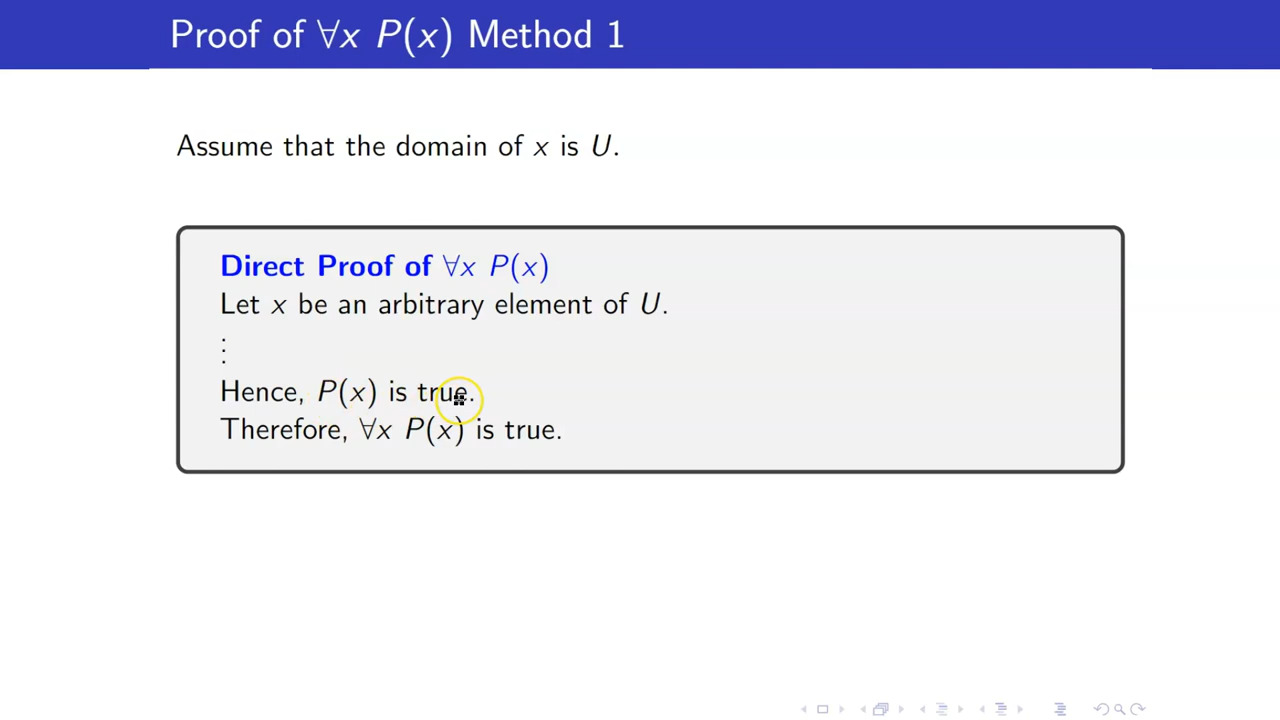 Proof of ∀x P(x) Method 1
Assume that the domain of x is U.
Direct Proof of ∀x P(x)
Let x be an arbitrary element of U.
⋮
Hence, P(x) is true.
Therefore, ∀x P(x) is true.